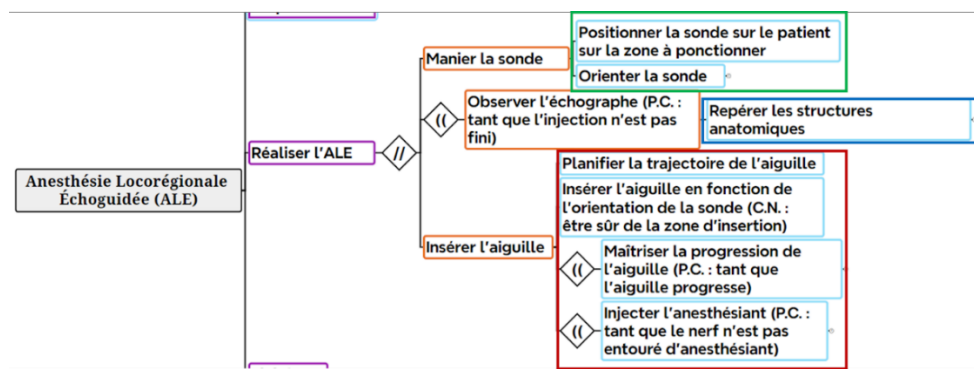 Positionner la sonde sur le patient
sur la zone à ponctionner
Manier la sonde
Orienter la sonde
Observer l'échographe (P.C. :
tant que l'injection n'est pas
fini)
((
Repérer les structures
anatomiques
Réaliser l'ALE
//
Planifier la trajectoire de l'aiguille
Anesthésie Locorégionale
Échoguidée (ALE)
Insérer l'aiguille en fonction de
l'orientation de la sonde (C.N. :
être sûr de la zone d'insertion)
Insérer l'aiguille
((
Maîtriser la progression de
l'aiguille (P.C. : tant que
l'aiguille progresse)
((
Injecter l'anesthésiant (P.C. :
tant que le nerf n'est pas
entouré d'anesthésiant)